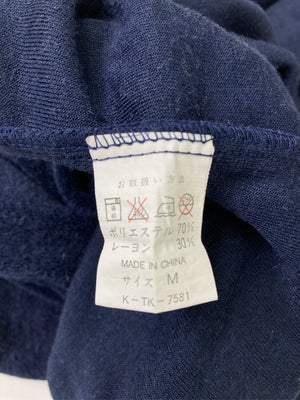 お取扱い方法
ポリエステル 70%
レーヨン 30%
MADE IN CHINA
サイズ M
K-TK-7581